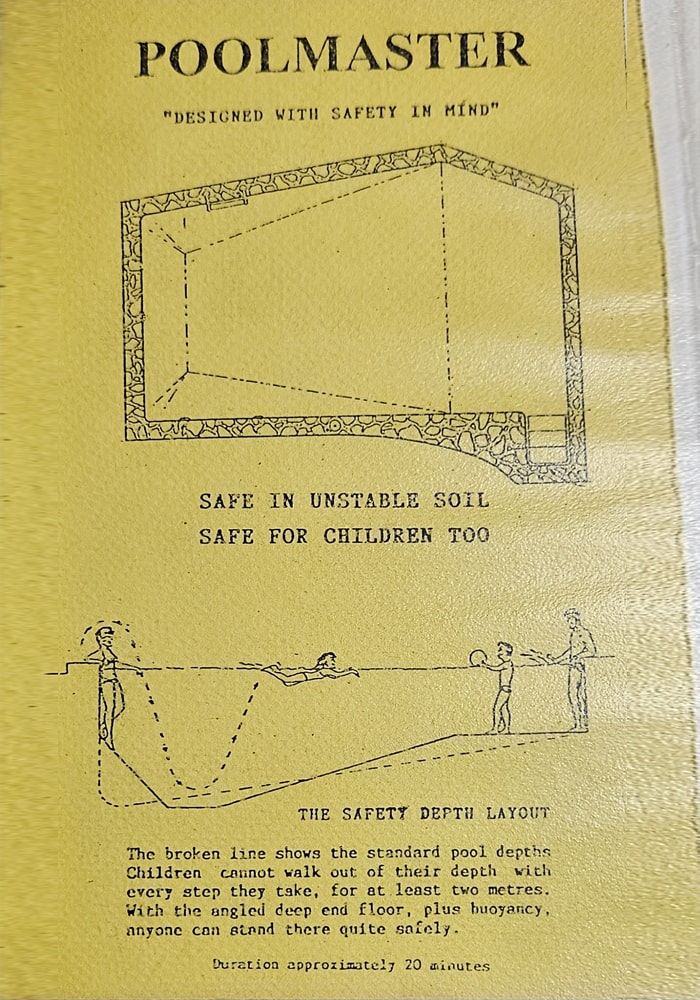 POOLMASTER
"DESIGNED WITH SAFETY IN MIND"
SAFE IN UNSTABLE SOIL
SAFE FOR CHILDREN TOO
THE SAFETY DEPTH LAYOUT
The broken line shows the standard pool depths
Children cannot walk out of their depth with
every step they take, for at least two metres.
With the angled deep end floor, plus buoyancy,
anyone can stand there quite safely.
Duration approximately 20 minutes